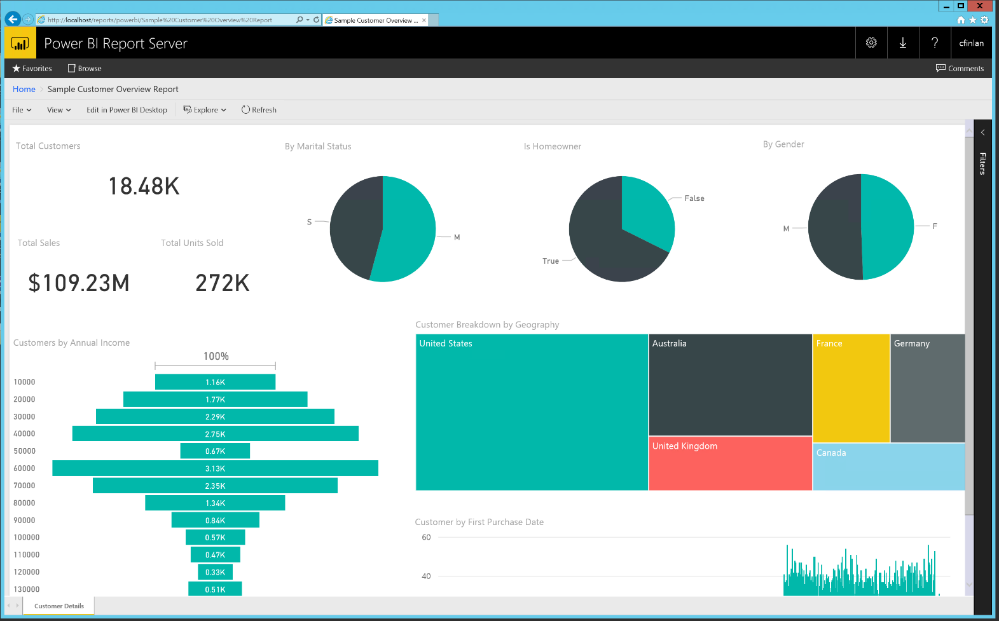 http://localhost/reports/powerbi/Sample%20Customer%20Overview%20Report
Sample Customer Overview ...
Power BI Report Server
cfinlan
Favorites
Browse
Comments
Home > Sample Customer Overview Report
File
View
Edit in Power BI Desktop
Explore
Refresh
Filters
Total Customers
18.48K
Total Sales
$109.23M
Total Units Sold
272K
By Marital Status
S
M
Is Homeowner
False
True
By Gender
M
F
Customers by Annual Income
100%
10000 1.16K
20000 1.77K
30000 2.29K
40000 2.75K
50000 0.67K
60000 3.13K
70000 2.35K
80000 1.34K
90000 0.84K
100000 0.57K
110000 0.47K
120000 0.33K
130000 0.51K
Customer Breakdown by Geography
United States
Australia
United Kingdom
France
Germany
Canada
Customer by First Purchase Date
60
40
Customer Details